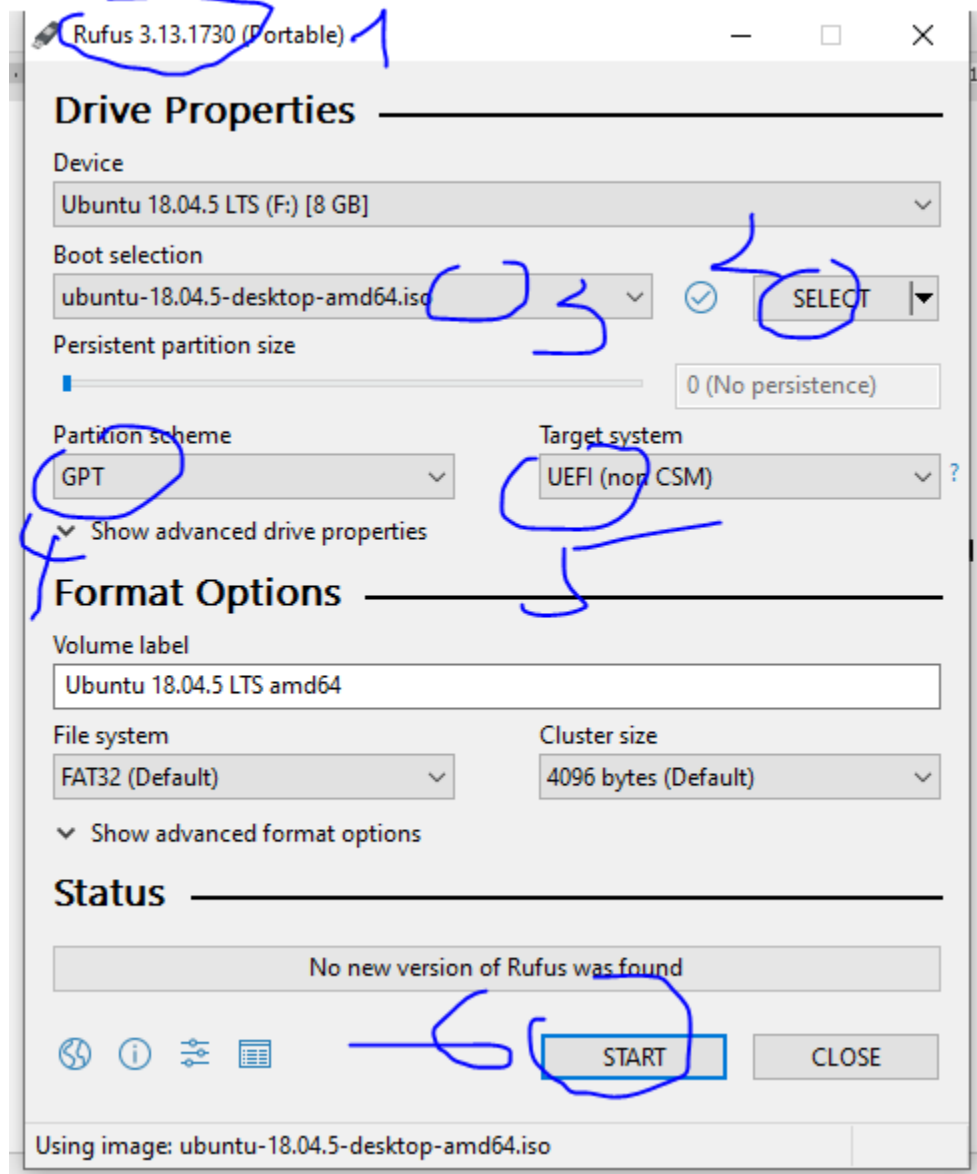 Rufus 3.13.1730 (Portable) 1
Drive Properties
Device
Ubuntu 18.04.5 LTS (F:) [8 GB]
Boot selection
2
ubuntu-18.04.5-desktop-amd64.iso 3 SELECT
Persistent partition size
0 (No persistence)
Partition scheme Target system
GPT UEFI (non CSM) ?
4 Show advanced drive properties 5
Format Options
Volume label
Ubuntu 18.04.5 LTS amd64
File system Cluster size
FAT32 (Default) 4096 bytes (Default)
Show advanced format options
Status
No new version of Rufus was found
START CLOSE
Using image: ubuntu-18.04.5-desktop-amd64.iso